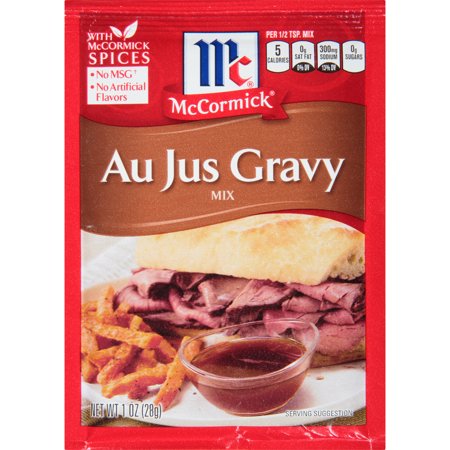 WITH
McCORMICK
SPICES
• No MSG†
• No Artificial
Flavors
Mc
McCormick®
PER 1/2 TSP. MIX
5
CALORIES
0g
SAT FAT
0% DV
300mg
SODIUM
13% DV
0g
SUGARS
Au Jus Gravy
MIX
NET WT 1 OZ (28g)
SERVING SUGGESTION